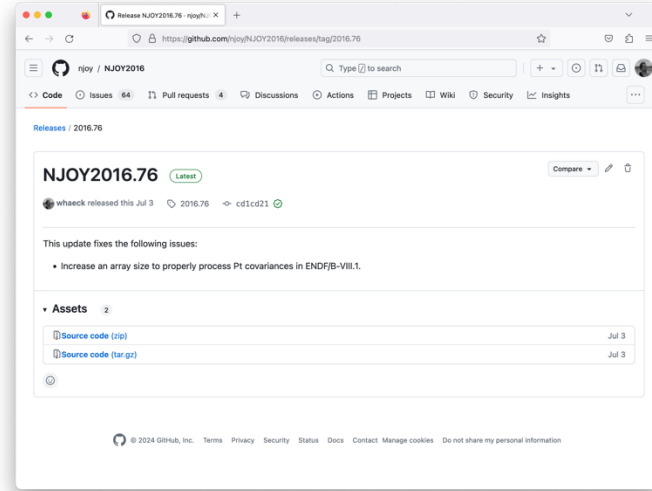 Release NJOY2016.76 - njoy/NJO
https://github.com/njoy/NJOY2016/releases/tag/2016.76
njoy / NJOY2016
Type / to search
Code Issues 64 Pull requests 4 Discussions Actions Projects Wiki Security Insights
Releases / 2016.76
NJOY2016.76 Latest
Compare
whaeck released this Jul 3 2016.76 cd1cd21
This update fixes the following issues:
• Increase an array size to properly process Pt covariances in ENDF/B-VIII.1.
Assets 2
Source code (zip) Jul 3
Source code (tar.gz) Jul 3
© 2024 GitHub, Inc. Terms Privacy Security Status Docs Contact Manage cookies Do not share my personal information